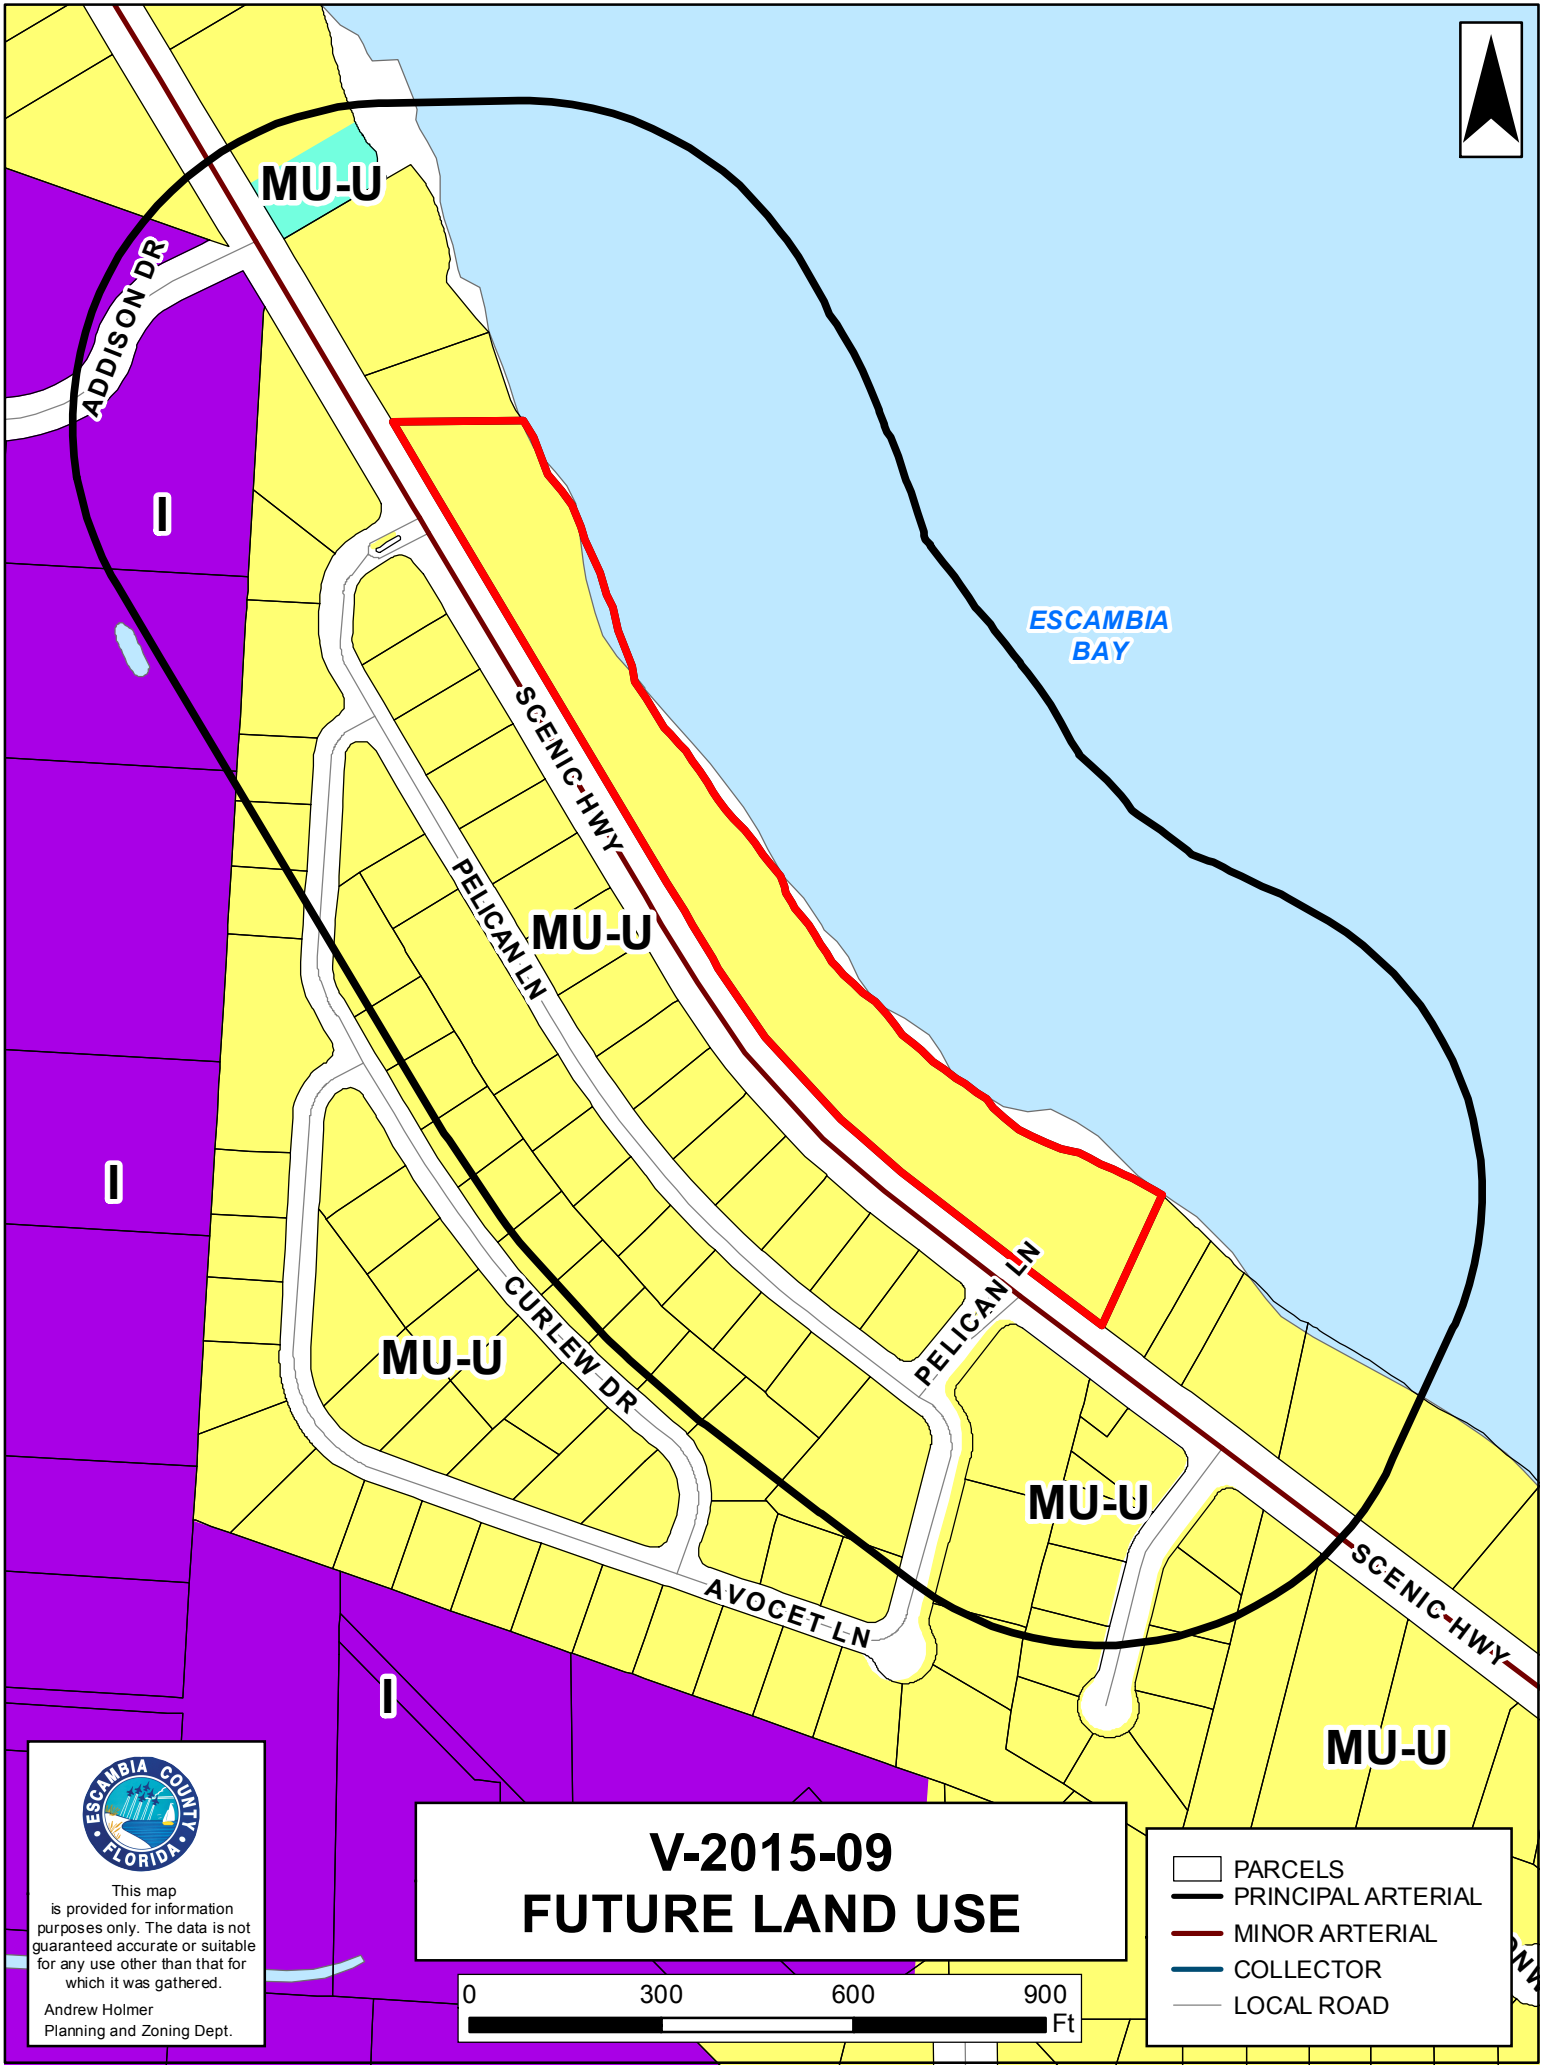 MU-U
ADDISON DR
I
ESCAMBIA
BAY
SCENIC HWY
PELICAN LN
MU-U
I
PELICAN LN
CURLEW DR
MU-U
MU-U
SCENIC HWY
AVOCET LN
I
MU-U
ESCAMBIA COUNTY
FLORIDA
This map
is provided for information
purposes only. The data is not
guaranteed accurate or suitable
for any use other than that for
which it was gathered.
Andrew Holmer
Planning and Zoning Dept.
V-2015-09
FUTURE LAND USE
0 300 600 900
Ft
PARCELS
PRINCIPAL ARTERIAL
MINOR ARTERIAL
COLLECTOR
LOCAL ROAD